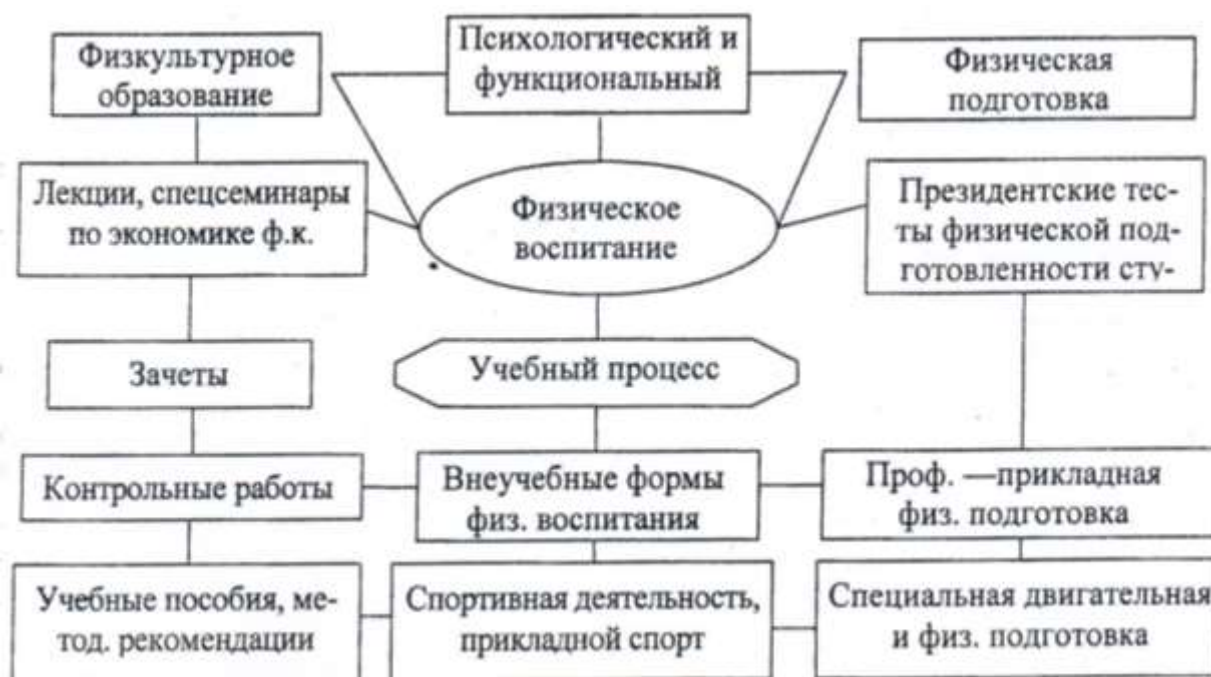 Физкультурное
образование
Психологический и
функциональный
Физическая
подготовка
Лекции, спецсеминары
по экономике ф.к.
Физическое
воспитание
Президентские тес-
ты физической под-
готовленности сту-
Зачеты
Учебный процесс
Контрольные работы
Внеучебные формы
физ. воспитания
Проф. —прикладная
физ. подготовка
Учебные пособия, ме-
тод. рекомендации
Спортивная деятельность,
прикладной спорт
Специальная двигательная
и физ. подготовка